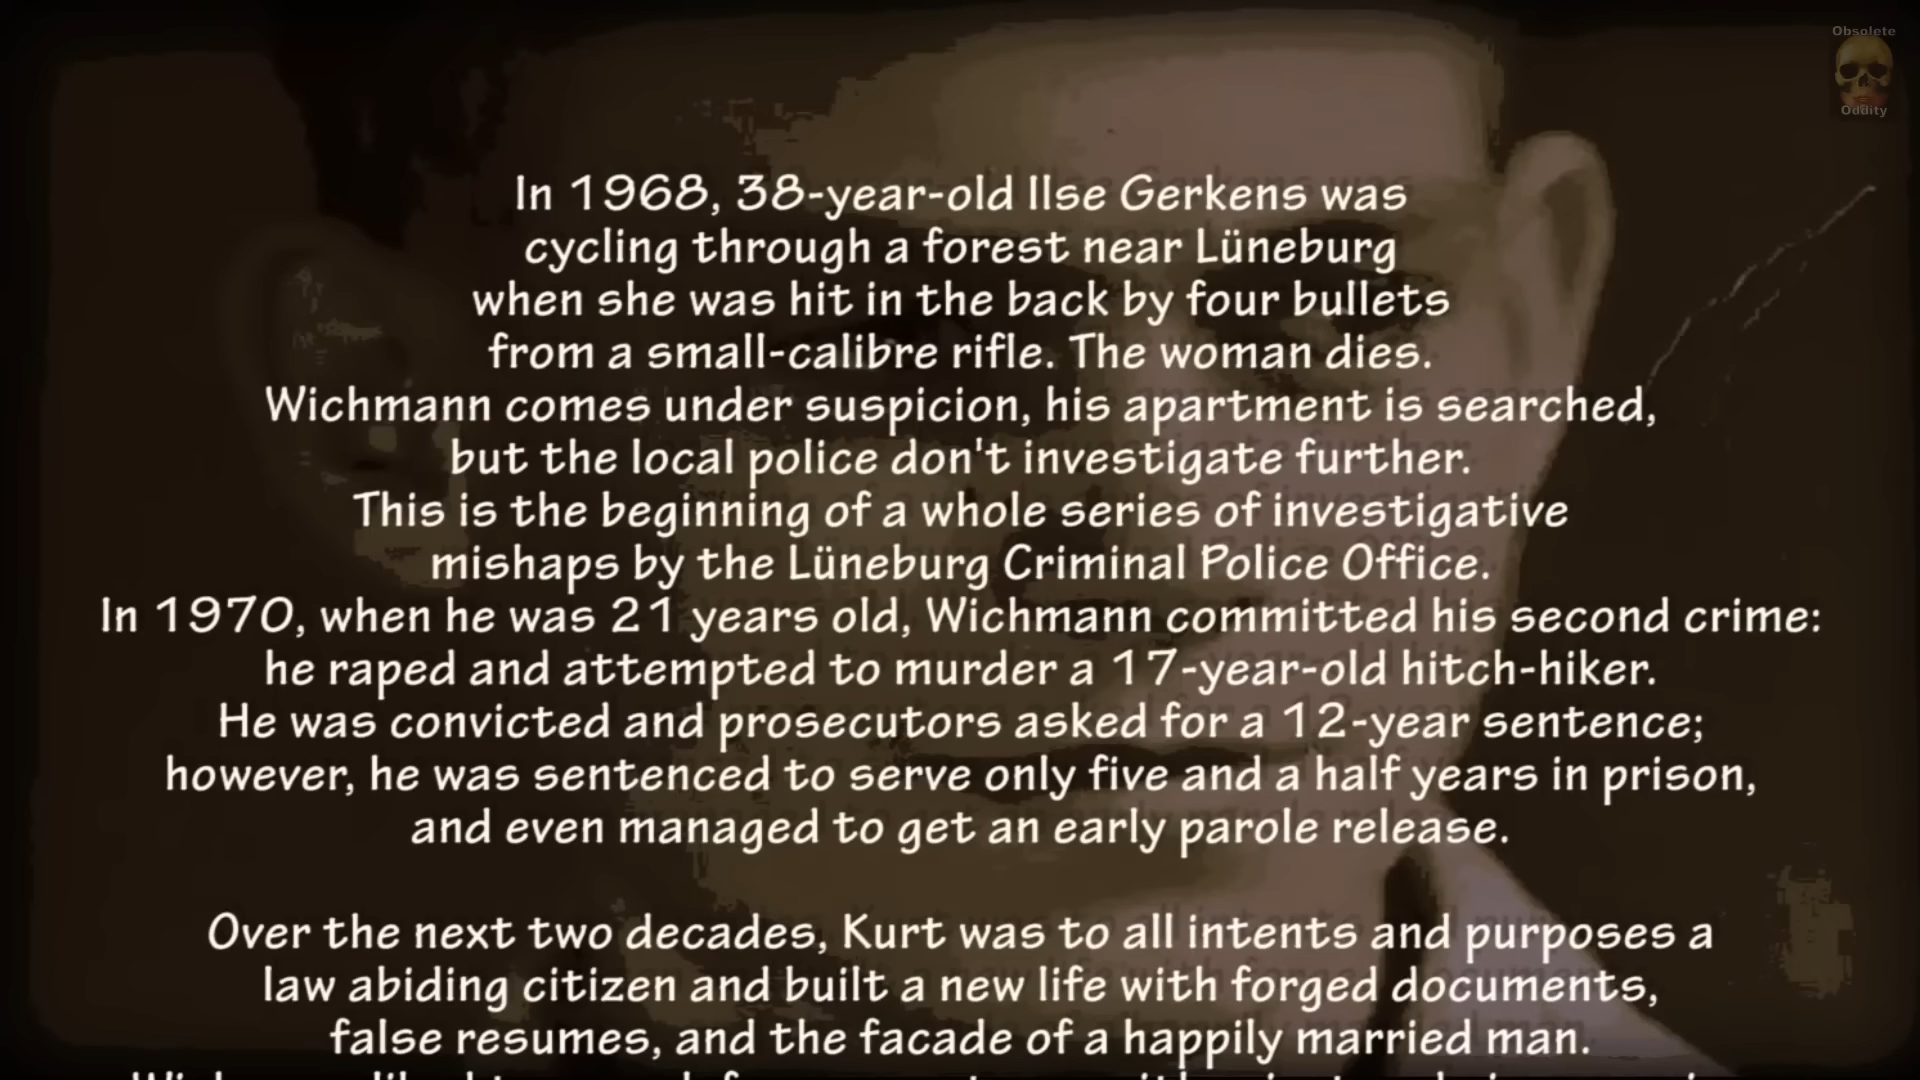 Obsolete
Oddity
In 1968, 38-year-old Ilse Gerkens was
cycling through a forest near Lüneburg
when she was hit in the back by four bullets
from a small-calibre rifle. The woman dies.
Wichmann comes under suspicion, his apartment is searched,
but the local police don't investigate further.
This is the beginning of a whole series of investigative
mishaps by the Lüneburg Criminal Police Office.
In 1970, when he was 21 years old, Wichmann committed his second crime:
he raped and attempted to murder a 17-year-old hitch-hiker.
He was convicted and prosecutors asked for a 12-year sentence;
however, he was sentenced to serve only five and a half years in prison,
and even managed to get an early parole release.
Over the next two decades, Kurt was to all intents and purposes a
law abiding citizen and built a new life with forged documents,
false resumes, and the facade of a happily married man.